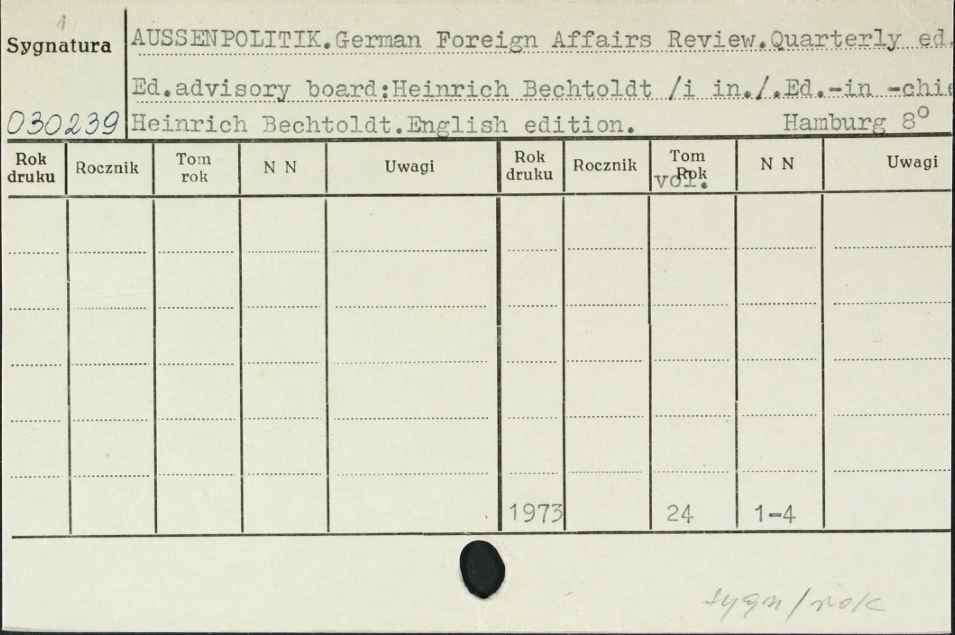 1
Sygnatura
AUSSENPOLITIK.German Foreign Affairs Review.Quarterly ed.
Ed.advisory board:Heinrich Bechtoldt /i in./.Ed.-in -chie
030239
Heinrich Bechtoldt.English edition. Hamburg 8°
Rok druku Rocznik Tom rok N N Uwagi Rok druku Rocznik Tom Rok vol. N N Uwagi
1973 24 1-4
sygn/rok